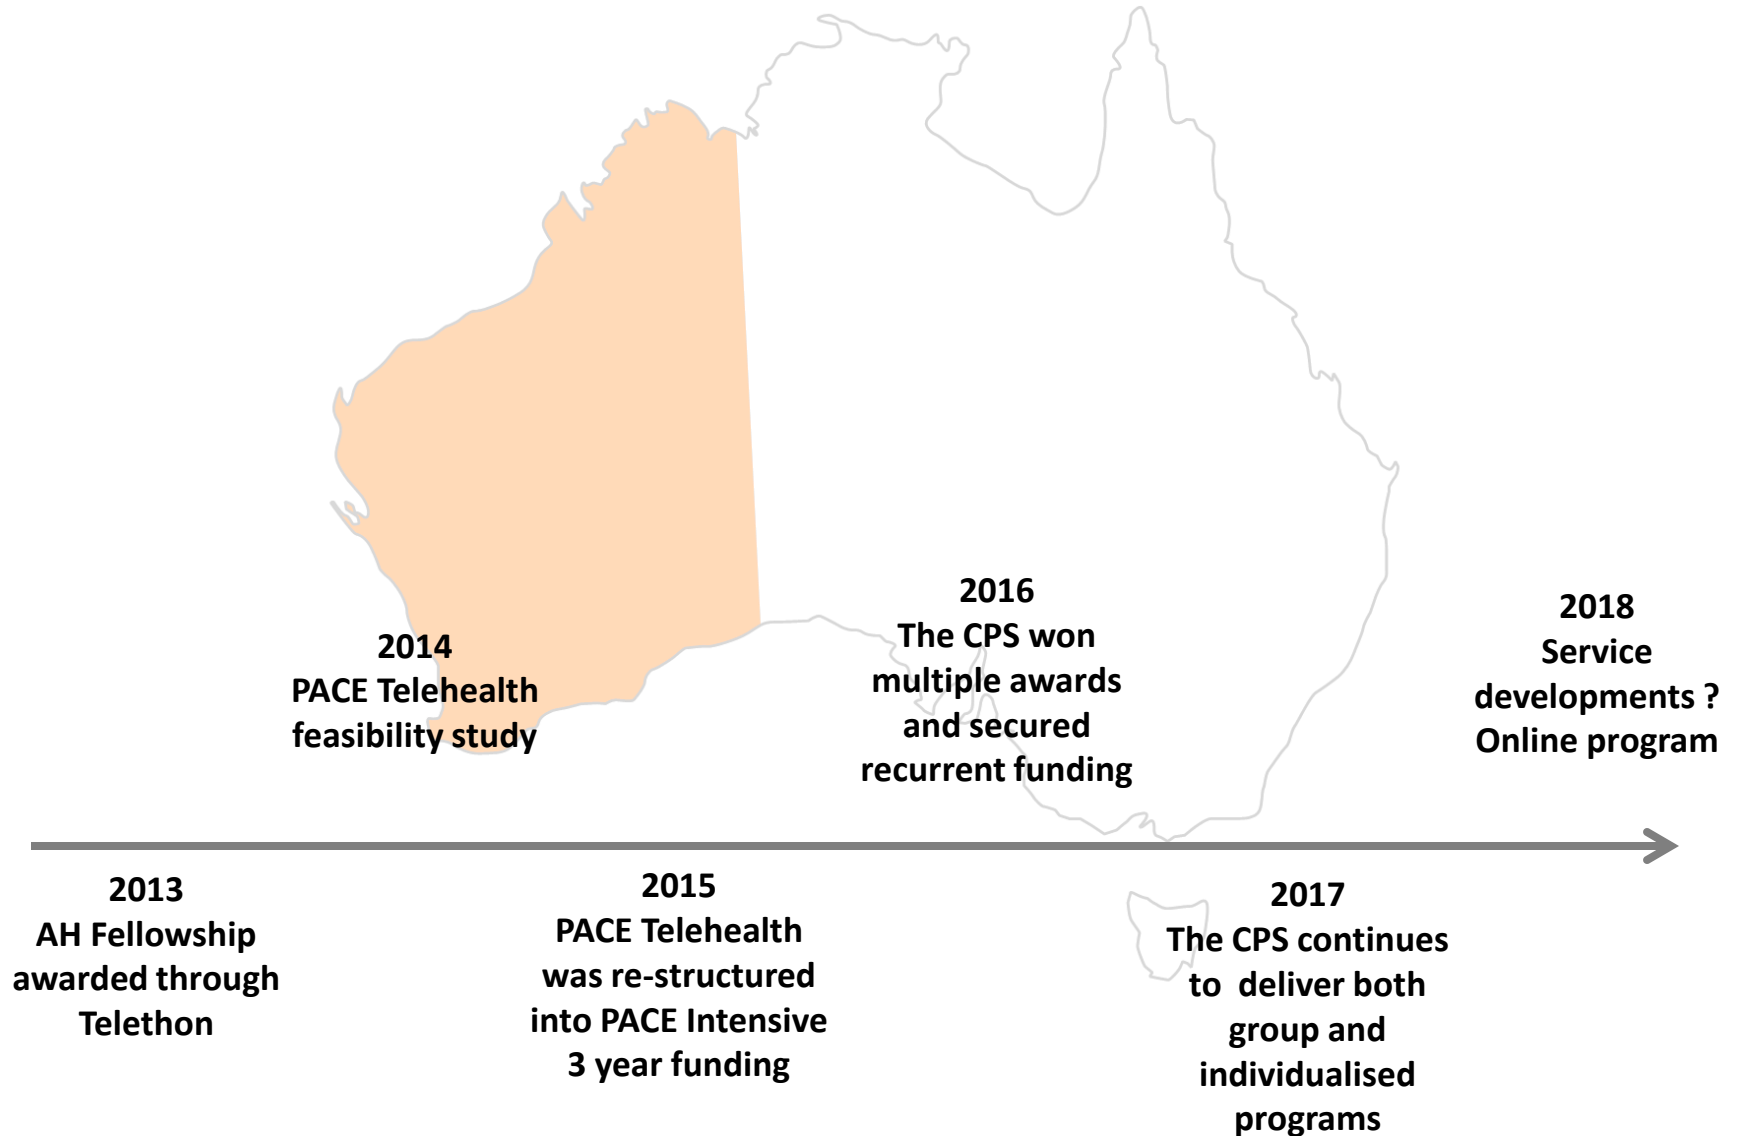 2013
AH Fellowship
awarded through
Telethon
2014
PACE Telehealth
feasibility study
2015
PACE Telehealth
was re-structured
into PACE Intensive
3 year funding
2016
The CPS won
multiple awards
and secured
recurrent funding
2017
The CPS continues
to  deliver both
group and
individualised
programs
2018
Service
developments ?
Online program